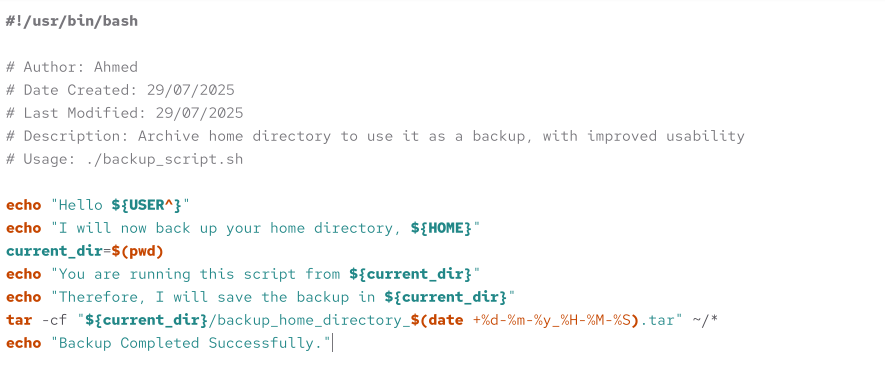 #!/usr/bin/bash
# Author: Ahmed
# Date Created: 29/07/2025
# Last Modified: 29/07/2025
# Description: Archive home directory to use it as a backup, with improved usability
# Usage: ./backup_script.sh
echo "Hello ${USER^}"
echo "I will now back up your home directory, ${HOME}"
current_dir=$(pwd)
echo "You are running this script from ${current_dir}"
echo "Therefore, I will save the backup in ${current_dir}"
tar -cf "${current_dir}/backup_home_directory_$(date +%d-%m-%y_%H-%M-%S).tar" ~/*
echo "Backup Completed Successfully."